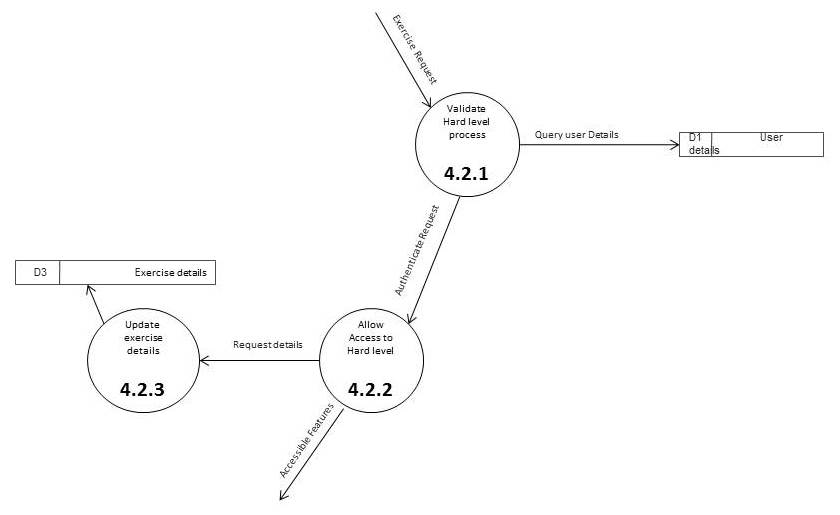 Exercise Request
Validate
Hard level
process
4.2.1
Query user Details
D1 User
details
Authenticate Request
D3 Exercise details
Update
exercise
details
4.2.3
Request details
Allow
Access to
Hard level
4.2.2
Accessible Features